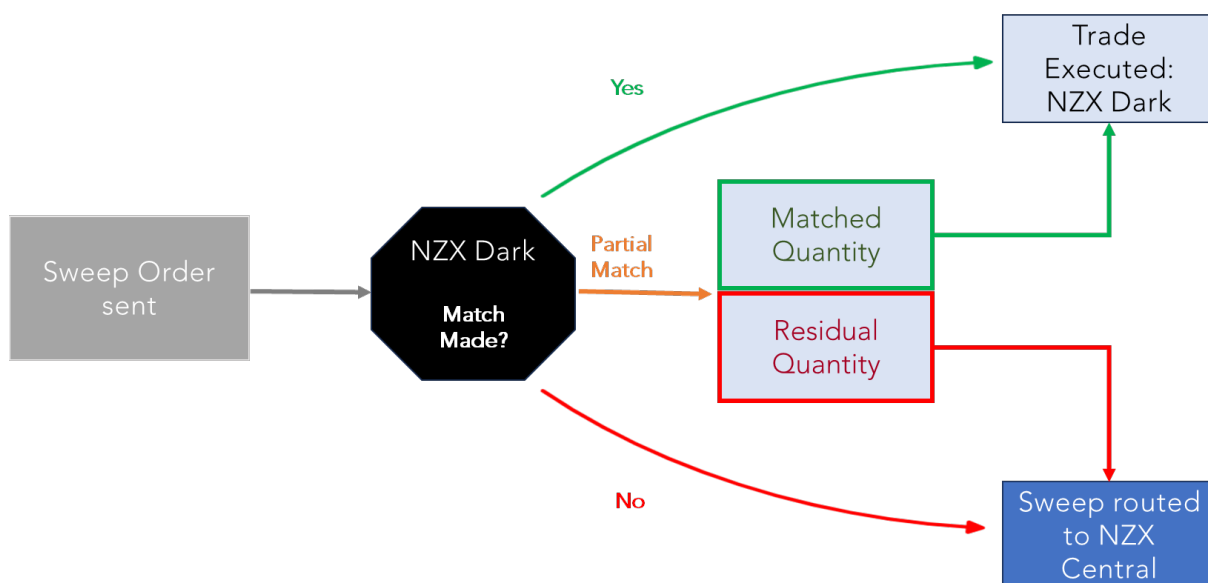 Sweep Order
sent
NZX Dark
Match
Made?
Yes
Partial
Match
No
Trade
Executed:
NZX Dark
Matched
Quantity
Residual
Quantity
Sweep routed
to NZX
Central